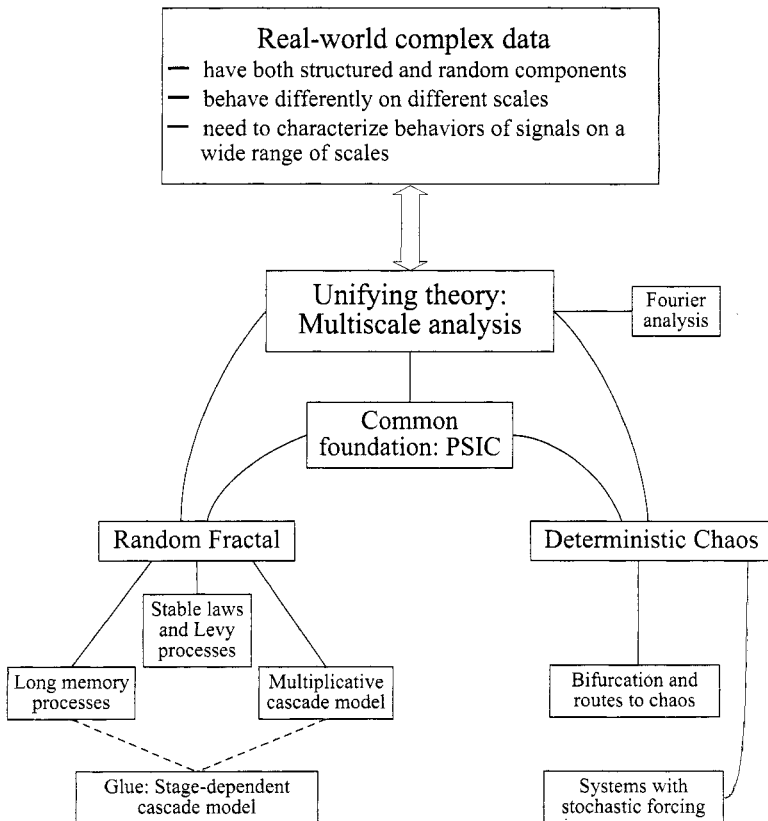 Real-world complex data
– have both structured and random components
– behave differently on different scales
– need to characterize behaviors of signals on a
wide range of scales
Unifying theory:
Multiscale analysis
Fourier
analysis
Common
foundation: PSIC
Random Fractal
Deterministic Chaos
Stable laws
and Levy
processes
Long memory
processes
Multiplicative
cascade model
Bifurcation and
routes to chaos
Glue: Stage-dependent
cascade model
Systems with
stochastic forcing